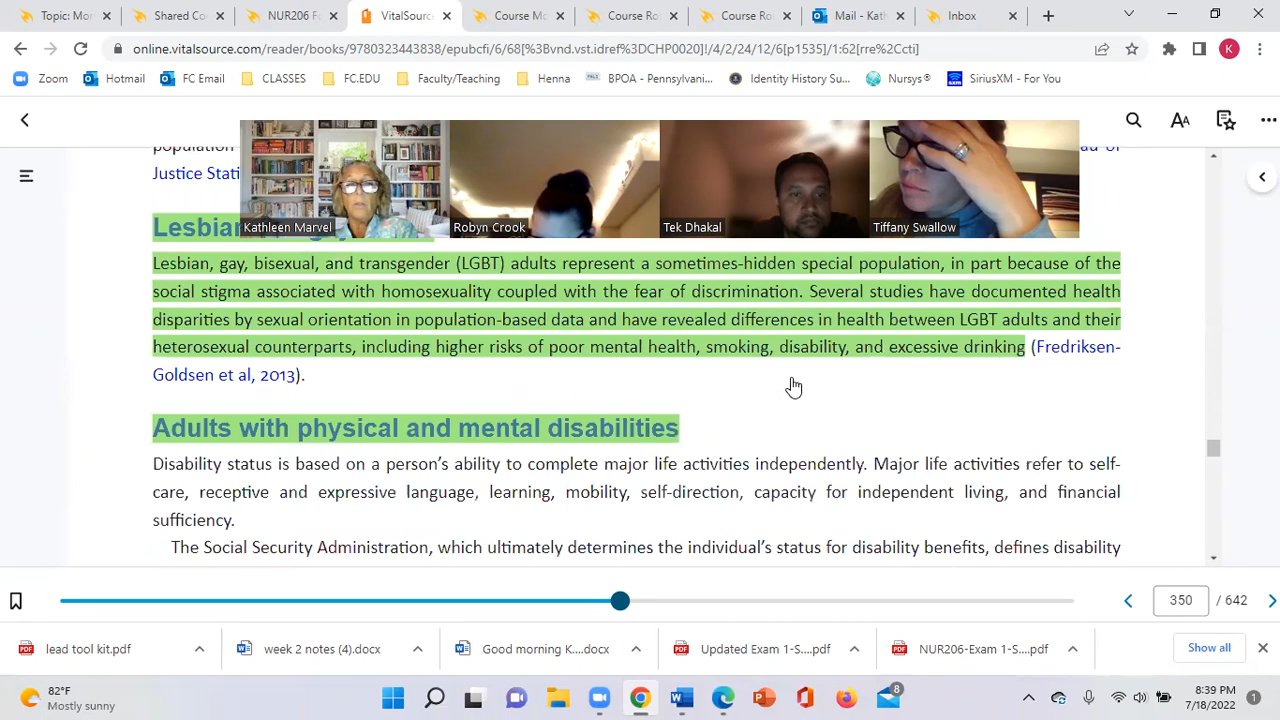 Topic: Mor
Shared Co
NUR206 F
VitalSource
Course Mo
Course Ro
Course Ro
Mail - Kath
Inbox
online.vitalsource.com/reader/books/9780323443838/epubcfi/6/68[%3Bvnd.vst.idref%3DCHP0020]!/4/2/24/12/6[p1535]/1:62[rre%2Ccti]
K
Zoom
Hotmail
FC Email
CLASSES
FC.EDU
Faculty/Teaching
Henna
BPOA - Pennsylvani...
Identity History Su...
Nursys®
SiriusXM - For You
AA
population
Justice Stati
Kathleen Marvel
Robyn Crook
Tek Dhakal
Tiffany Swallow
Lesbian
Lesbian, gay, bisexual, and transgender (LGBT) adults represent a sometimes-hidden special population, in part because of the
social stigma associated with homosexuality coupled with the fear of discrimination. Several studies have documented health
disparities by sexual orientation in population-based data and have revealed differences in health between LGBT adults and their
heterosexual counterparts, including higher risks of poor mental health, smoking, disability, and excessive drinking (Fredriksen-
Goldsen et al, 2013).
Adults with physical and mental disabilities
Disability status is based on a person's ability to complete major life activities independently. Major life activities refer to self-
care, receptive and expressive language, learning, mobility, self-direction, capacity for independent living, and financial
sufficiency.
The Social Security Administration, which ultimately determines the individual's status for disability benefits, defines disability
350 / 642
lead tool kit.pdf
week 2 notes (4).docx
Good morning K....docx
Updated Exam 1-S....pdf
NUR206-Exam 1-S....pdf
Show all
82°F
Mostly sunny
8
8:39 PM
7/18/2022
1